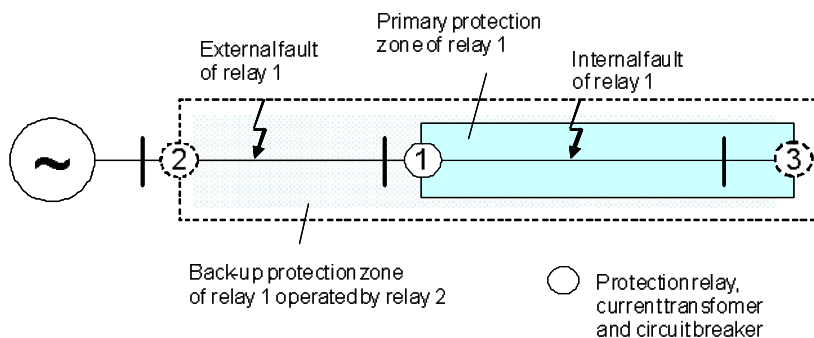 Primary protection
zone of relay 1
External fault
of relay 1
Internal fault
of relay 1
~
2
1
3
Back-up protection zone
of relay 1 operated by relay 2
Protection relay,
current transfomer
and circuit breaker